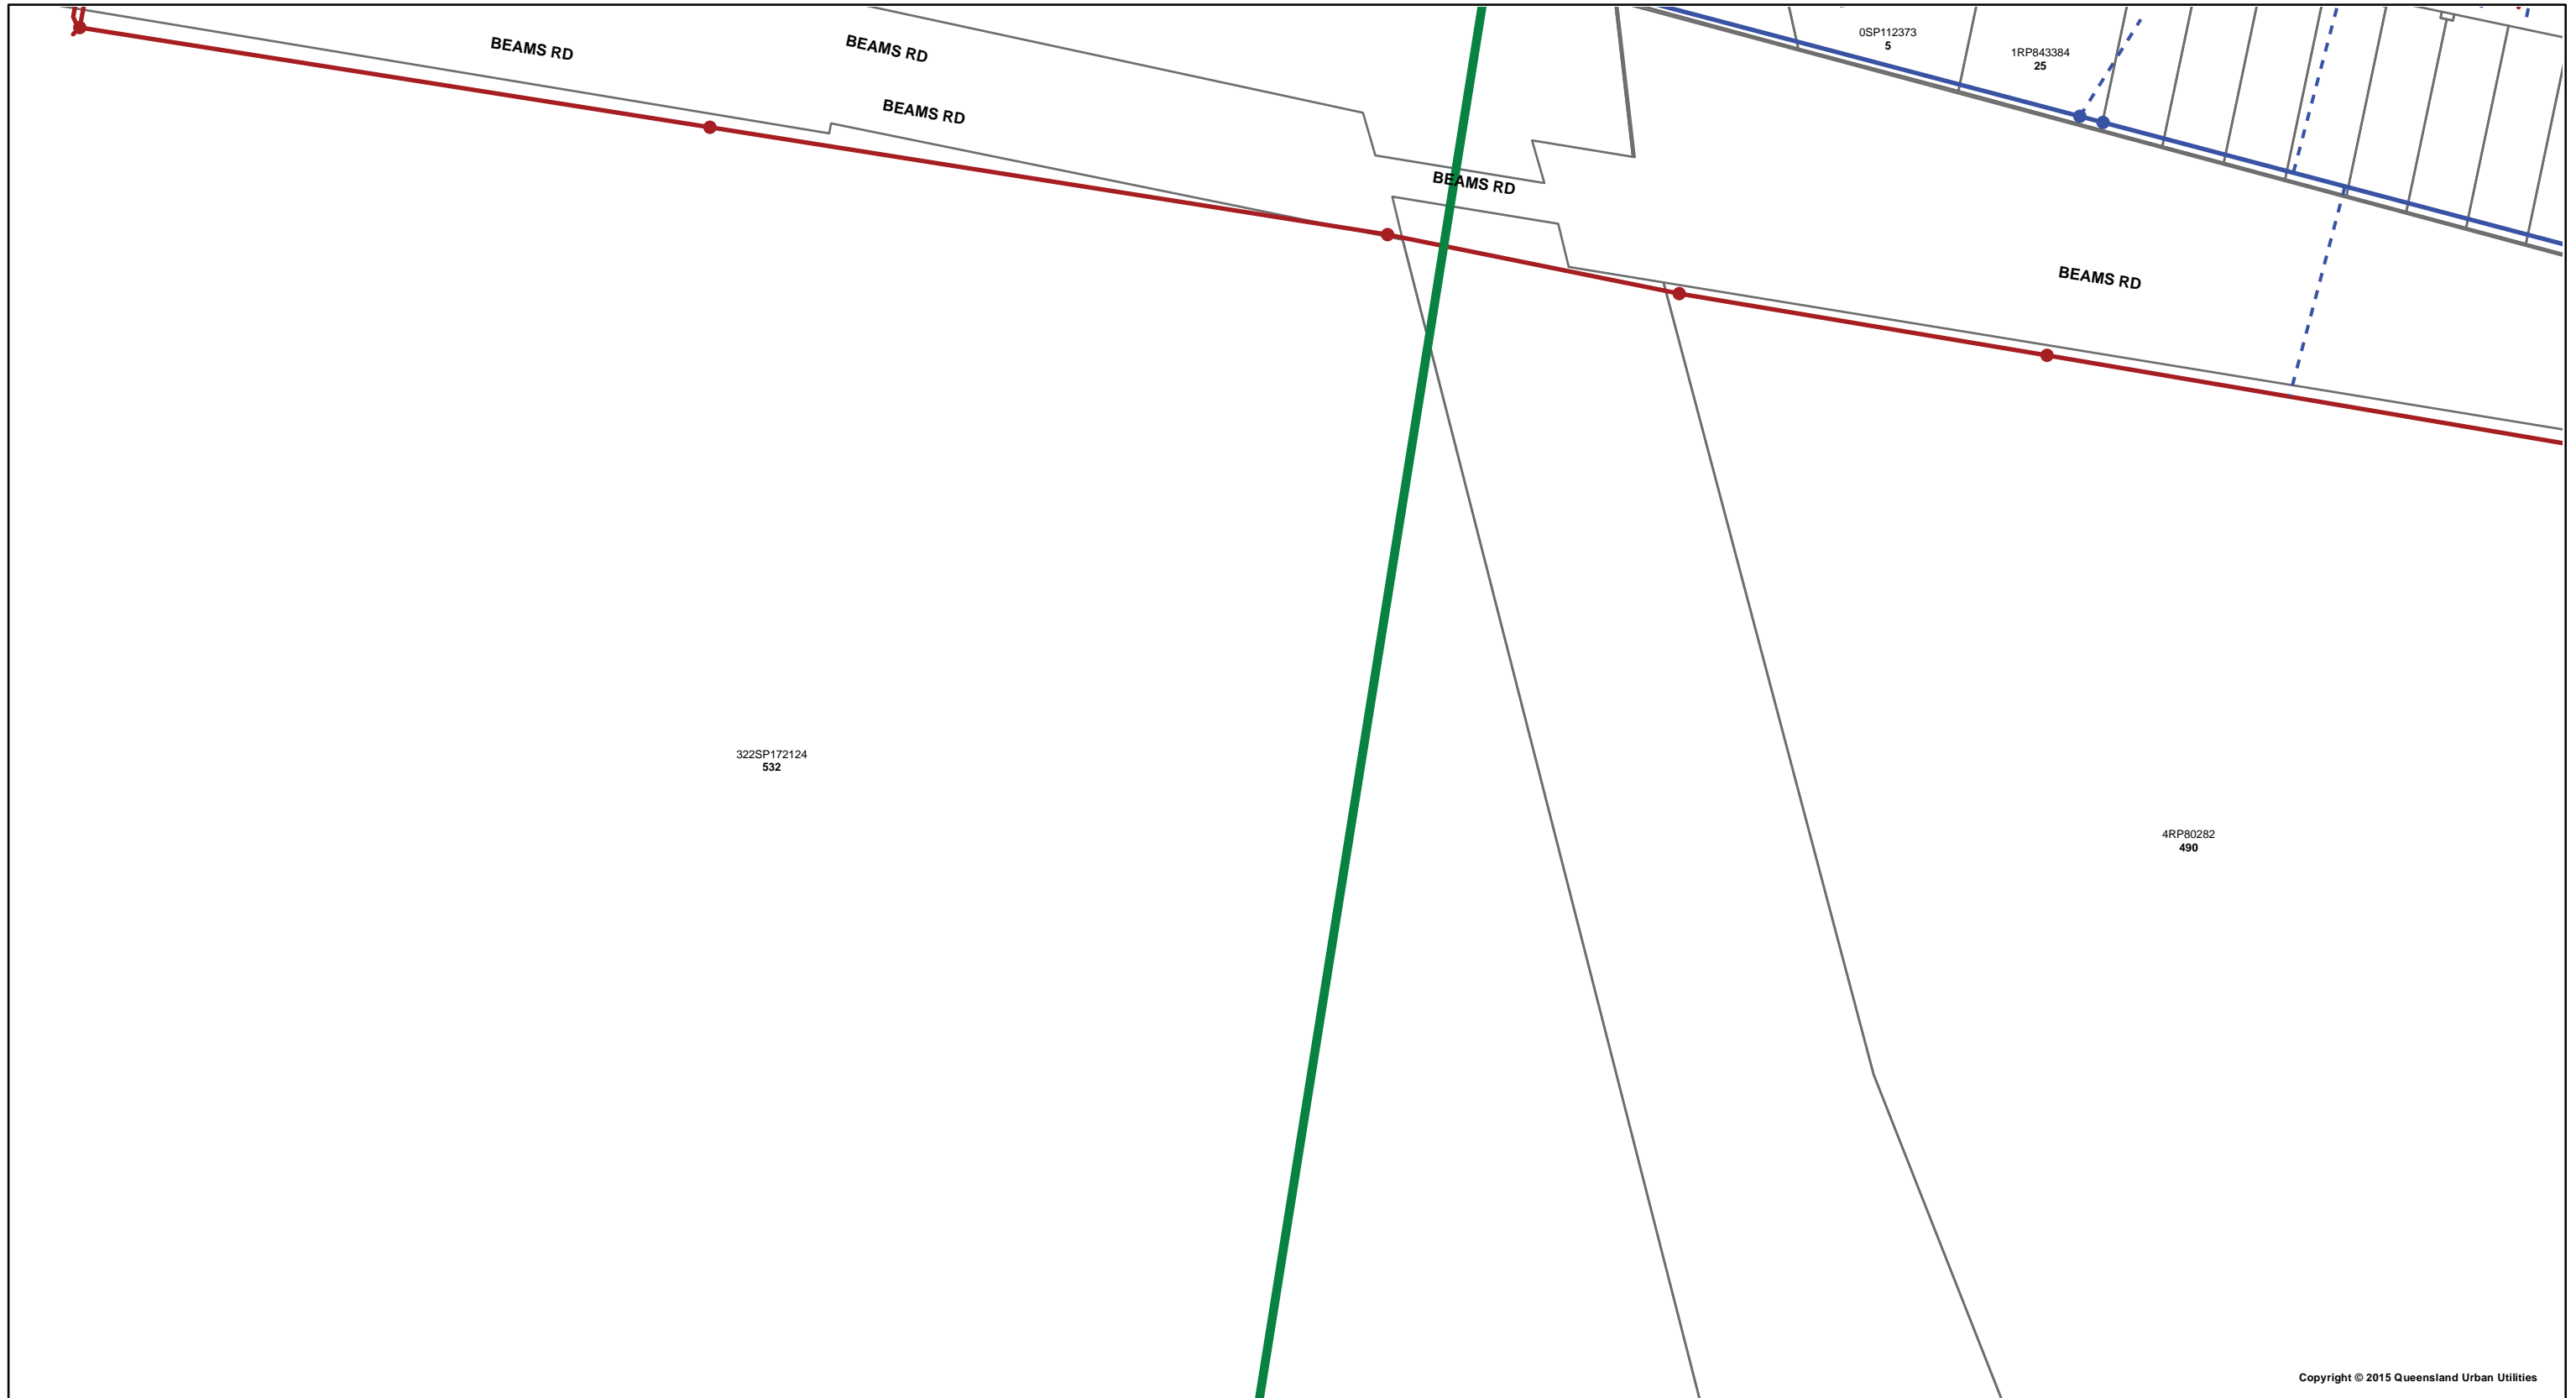 BEAMS RD
BEAMS RD
BEAMS RD
BEAMS RD
BEAMS RD
0SP112373
5
1RP843384
25
322SP172124
532
4RP80282
490
Copyright © 2015 Queensland Urban Utilities